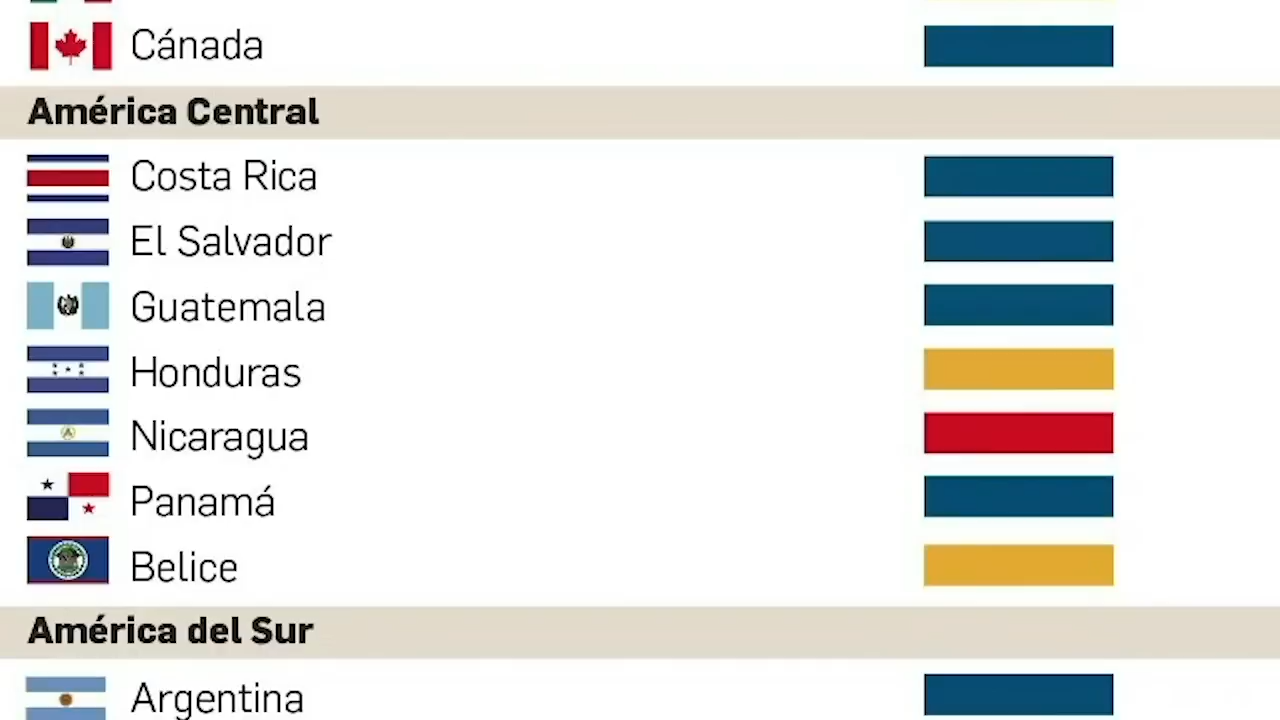 Cánada
América Central
Costa Rica
El Salvador
Guatemala
Honduras
Nicaragua
Panamá
Belice
América del Sur
Argentina